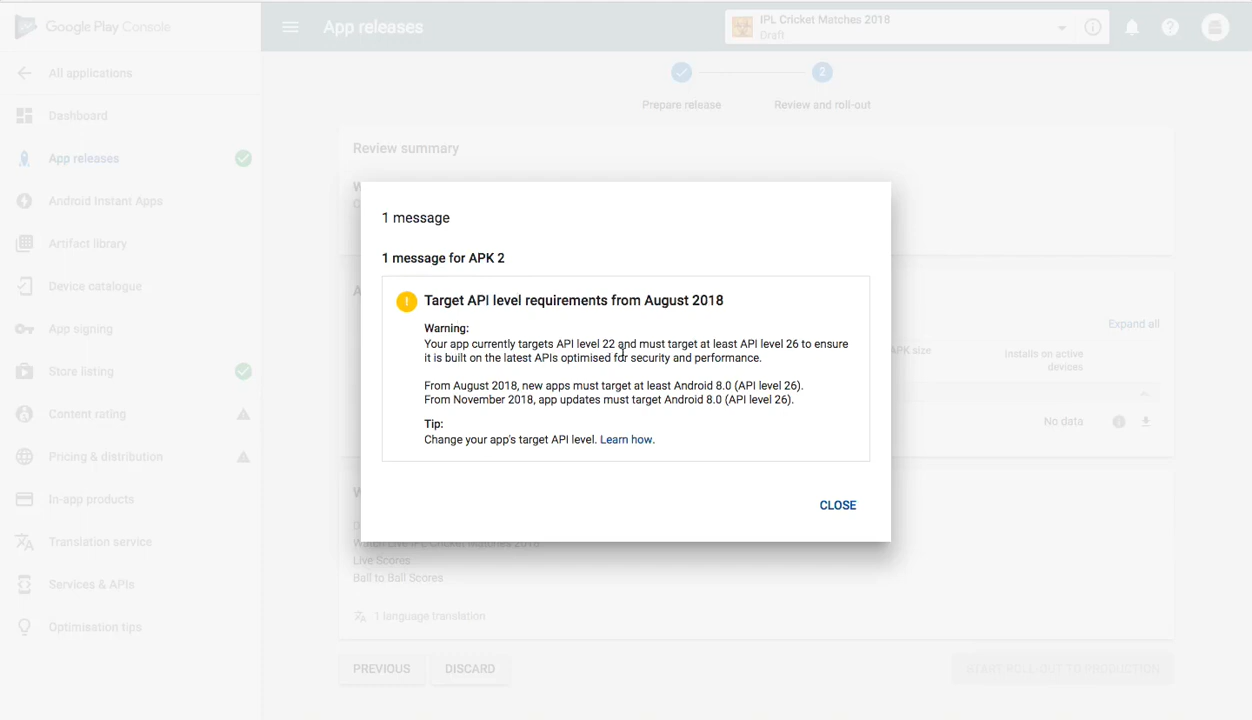 Google Play Console
App releases
IPL Cricket Matches 2018
Draft
All applications
Dashboard
App releases
Android Instant Apps
Artifact library
Device catalogue
App signing
Store listing
Content rating
Pricing & distribution
In-app products
Translation service
Services & APIs
Optimisation tips
2
Prepare release
Review and roll-out
Review summary
1 message
1 message for APK 2
Target API level requirements from August 2018
Warning:
Your app currently targets API level 22 and must target at least API level 26 to ensure
it is built on the latest APIs optimised for security and performance.
From August 2018, new apps must target at least Android 8.0 (API level 26).
From November 2018, app updates must target Android 8.0 (API level 26).
Tip:
Change your app's target API level. Learn how.
CLOSE
Expand all
APK size
Installs on active
devices
No data
Watch Live IPL Cricket Matches 2018
Live Scores
Ball to Ball Scores
1 language translation
PREVIOUS
DISCARD
START ROLL-OUT TO PRODUCTION